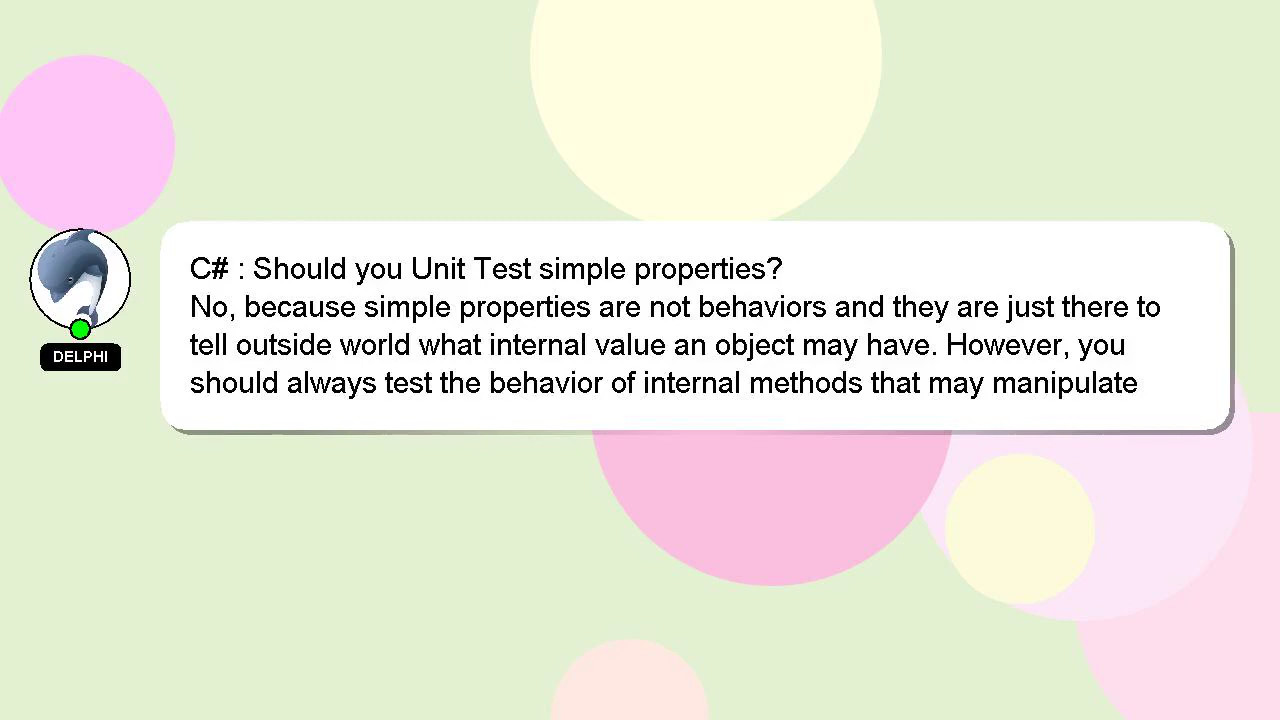 C# : Should you Unit Test simple properties?
No, because simple properties are not behaviors and they are just there to
tell outside world what internal value an object may have. However, you
should always test the behavior of internal methods that may manipulate
DELPHI